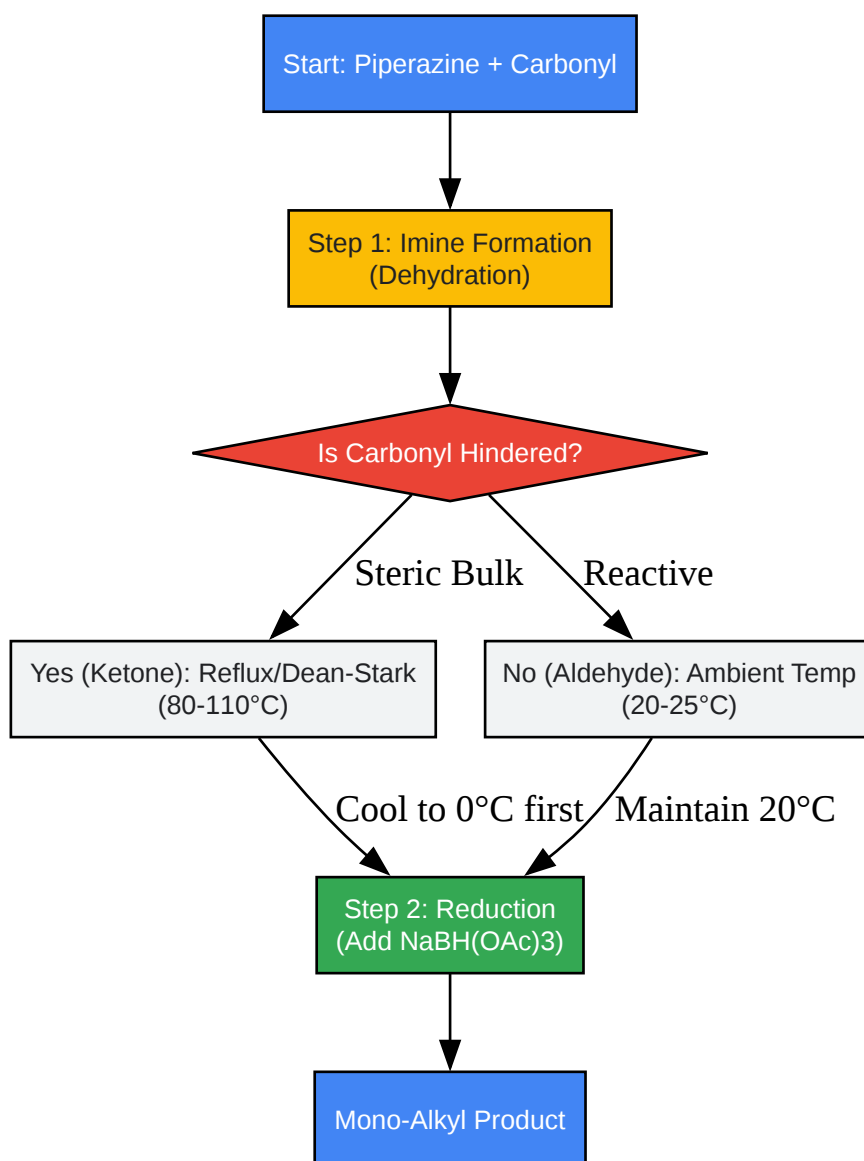 Start: Piperazine + Carbonyl
Step 1: Imine Formation
(Dehydration)
Is Carbonyl Hindered?
Steric Bulk
Reactive
Yes (Ketone): Reflux/Dean-Stark
(80-110°C)
No (Aldehyde): Ambient Temp
(20-25°C)
Cool to 0°C first
Maintain 20°C
Step 2: Reduction
(Add NaBH(OAc)3)
Mono-Alkyl Product